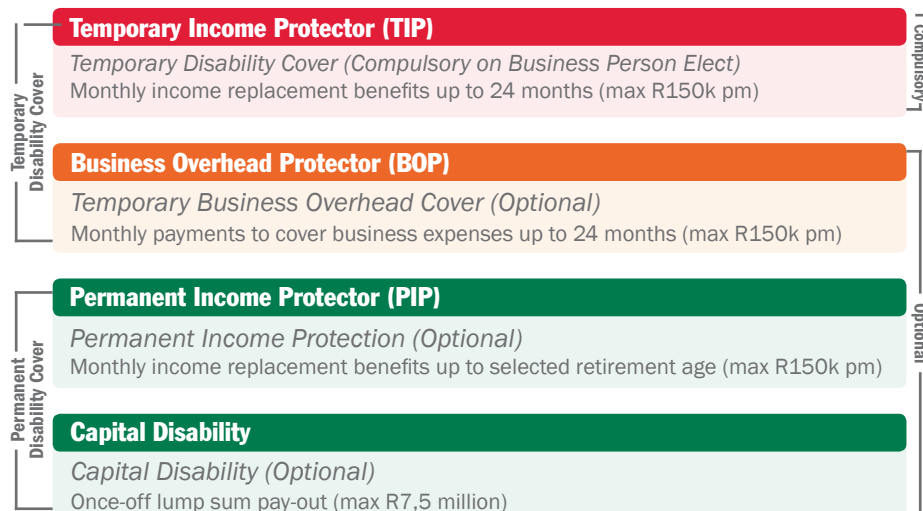 Temporary Income Protector (TIP)
Temporary Disability Cover (Compulsory on Business Person Elect)
Monthly income replacement benefits up to 24 months (max R150k pm)
Business Overhead Protector (BOP)
Temporary Business Overhead Cover (Optional)
Monthly payments to cover business expenses up to 24 months (max R150k pm)
Permanent Income Protector (PIP)
Permanent Income Protection (Optional)
Monthly income replacement benefits up to selected retirement age (max R150k pm)
Capital Disability
Capital Disability (Optional)
Once-off lump sum pay-out (max R7,5 million)
Temporary
Disability Cover
Permanent
Disability Cover
Compulsory
Optional